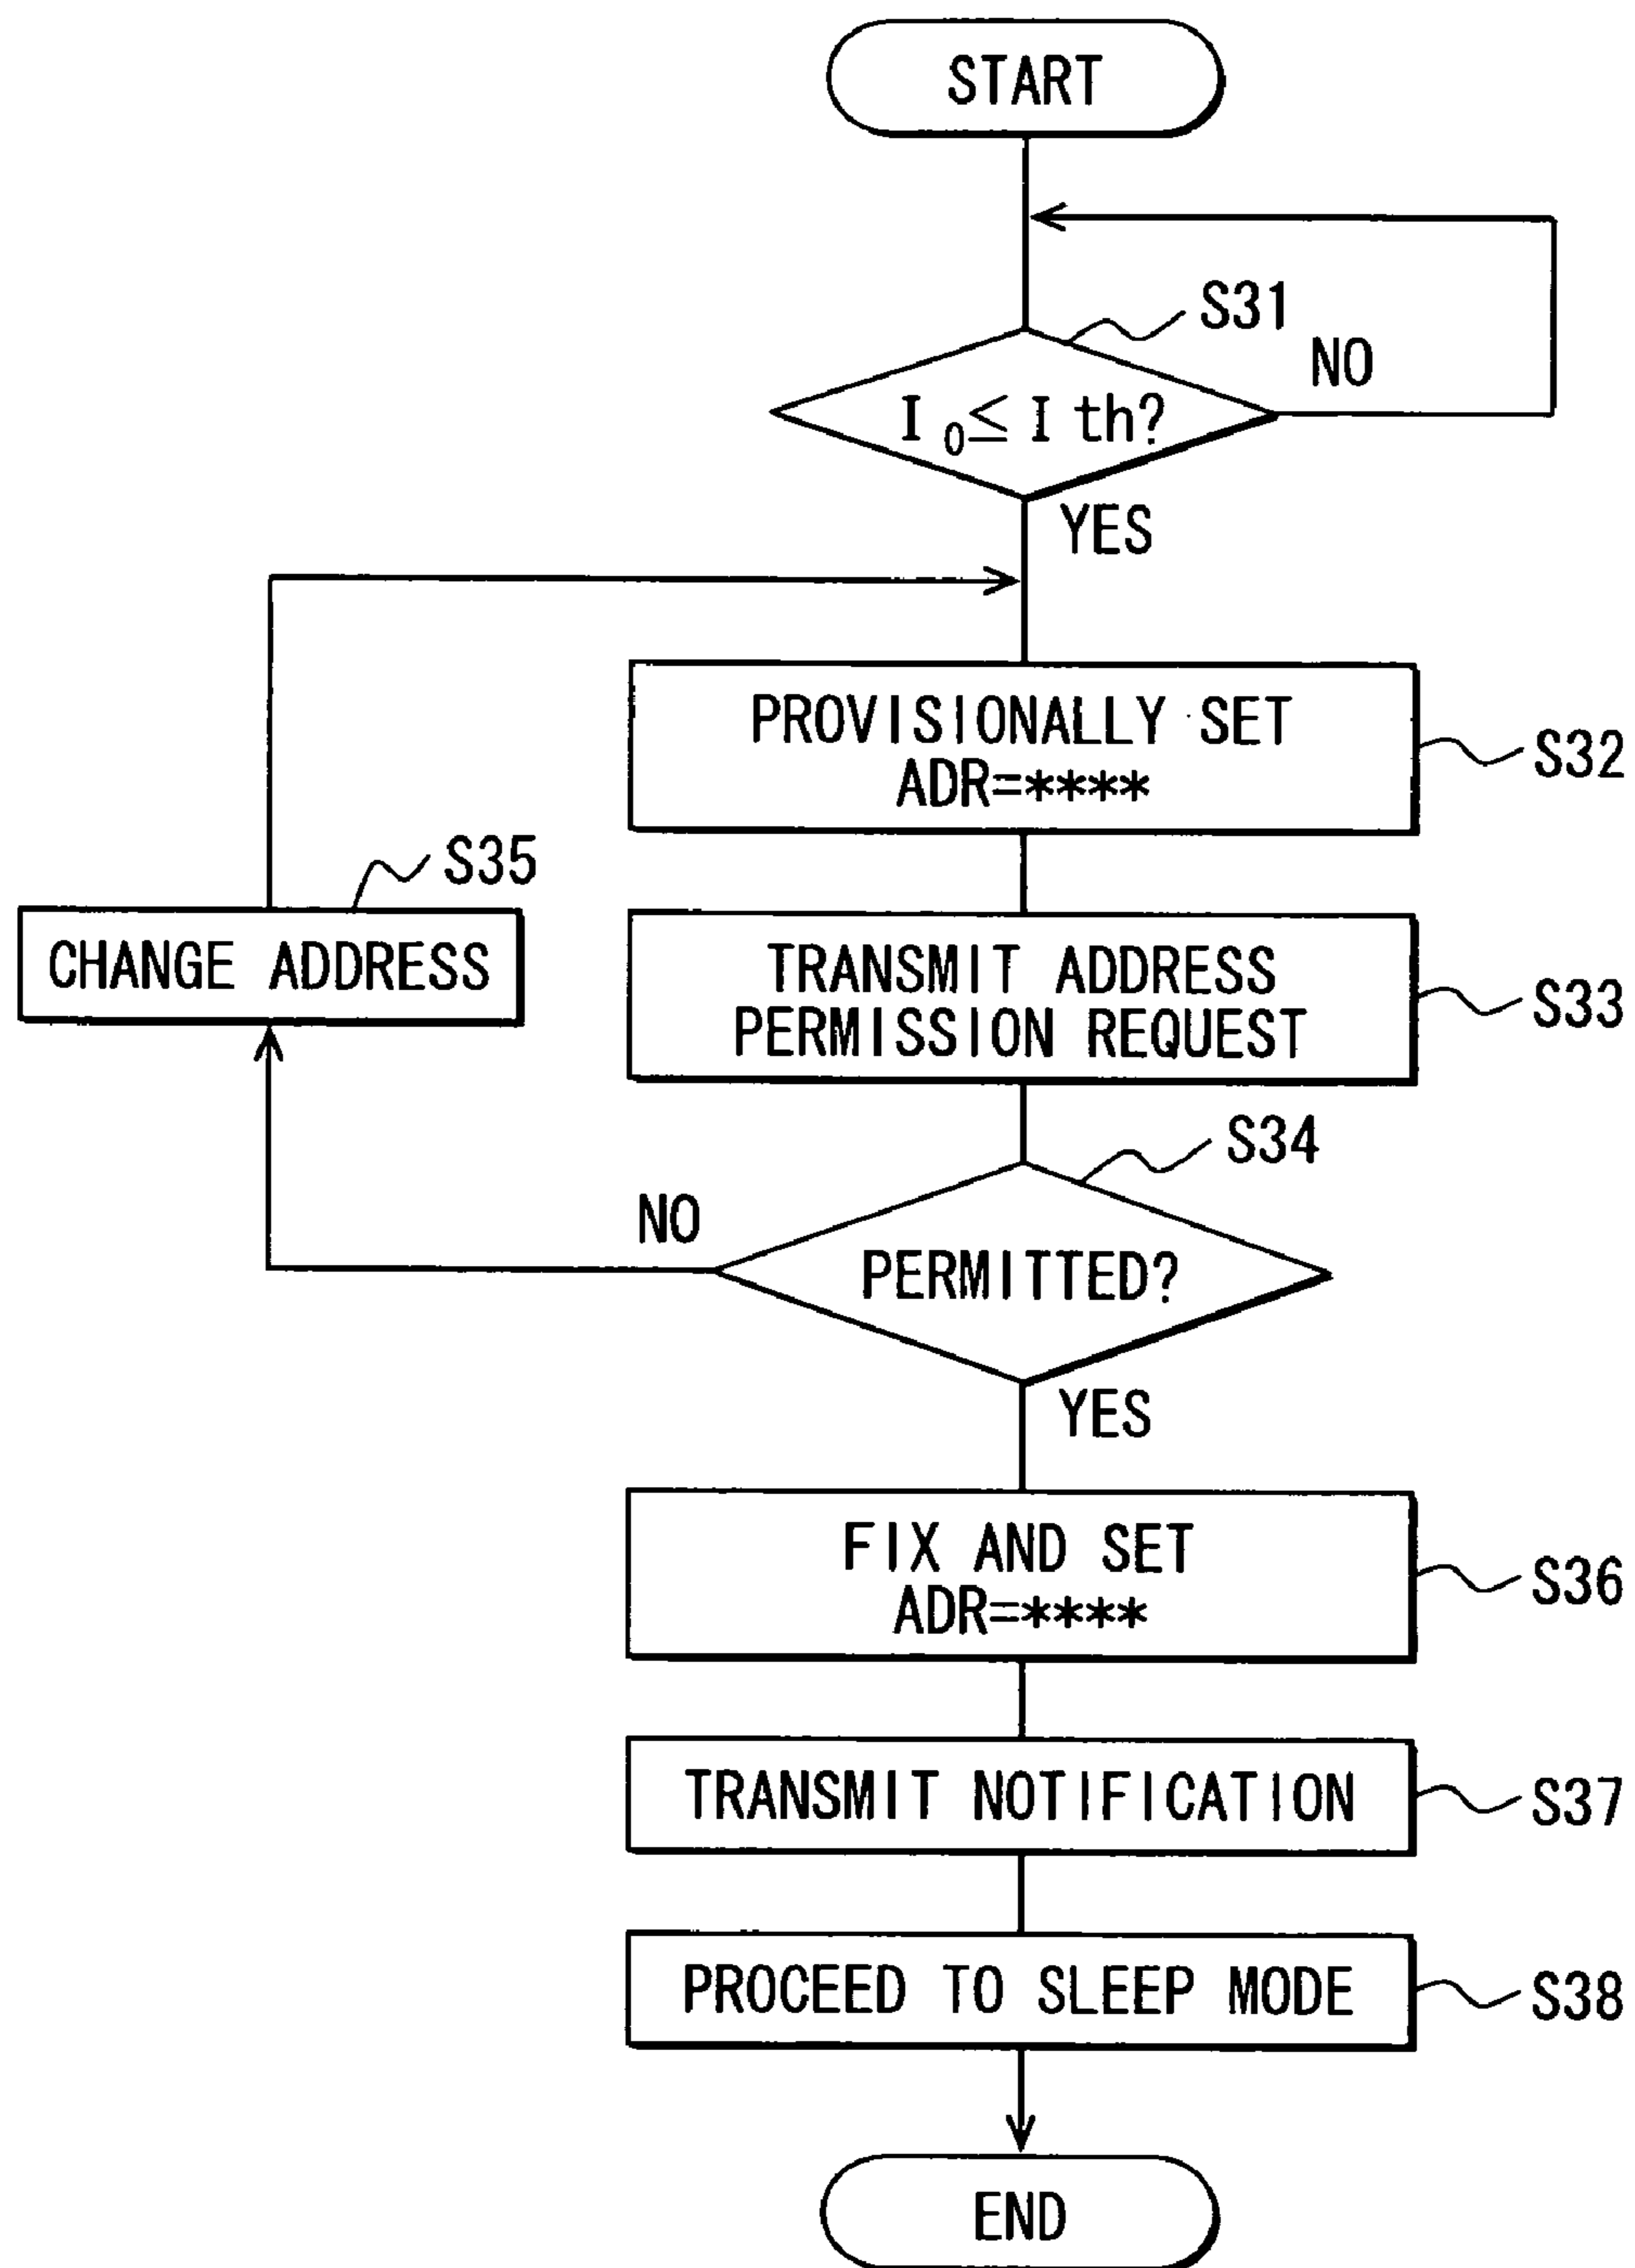 START
S31
NO
I₀≤ I th?
YES
PROVISIONALLY SET
ADR=****
S32
S35
CHANGE ADDRESS
TRANSMIT ADDRESS
PERMISSION REQUEST
S33
S34
NO
PERMITTED?
YES
FIX AND SET
ADR=****
S36
TRANSMIT NOTIFICATION
S37
PROCEED TO SLEEP MODE
S38
END